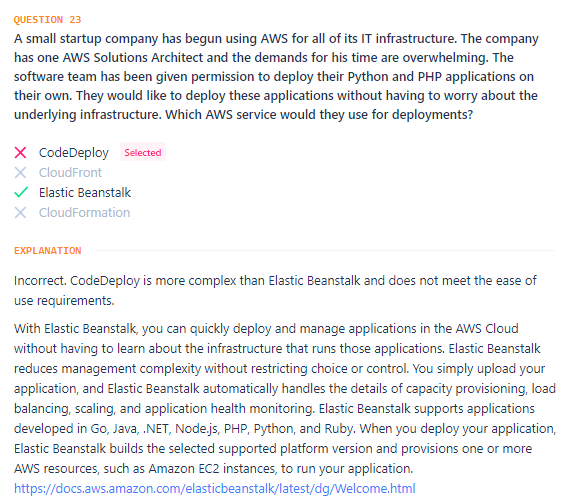 QUESTION 23
A small startup company has begun using AWS for all of its IT infrastructure. The company
has one AWS Solutions Architect and the demands for his time are overwhelming. The
software team has been given permission to deploy their Python and PHP applications on
their own. They would like to deploy these applications without having to worry about the
underlying infrastructure. Which AWS service would they use for deployments?
CodeDeploy Selected
CloudFront
Elastic Beanstalk
CloudFormation
EXPLANATION
Incorrect. CodeDeploy is more complex than Elastic Beanstalk and does not meet the ease of
use requirements.
With Elastic Beanstalk, you can quickly deploy and manage applications in the AWS Cloud
without having to learn about the infrastructure that runs those applications. Elastic Beanstalk
reduces management complexity without restricting choice or control. You simply upload your
application, and Elastic Beanstalk automatically handles the details of capacity provisioning, load
balancing, scaling, and application health monitoring. Elastic Beanstalk supports applications
developed in Go, Java, .NET, Node.js, PHP, Python, and Ruby. When you deploy your application,
Elastic Beanstalk builds the selected supported platform version and provisions one or more
AWS resources, such as Amazon EC2 instances, to run your application.
https://docs.aws.amazon.com/elasticbeanstalk/latest/dg/Welcome.html